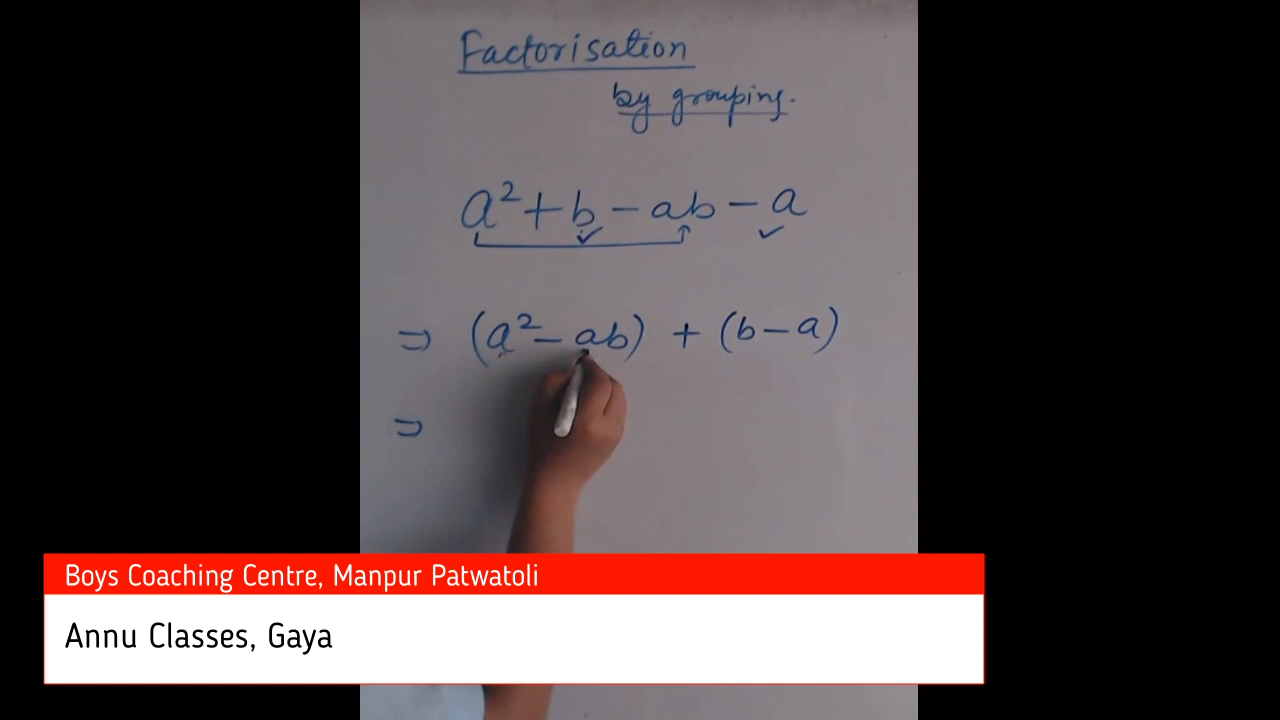 Factorisation
by grouping.
a² + b - ab - a
⇒ (a² - ab) + (b - a)
⇒
Boys Coaching Centre, Manpur Patwatoli
Annu Classes, Gaya